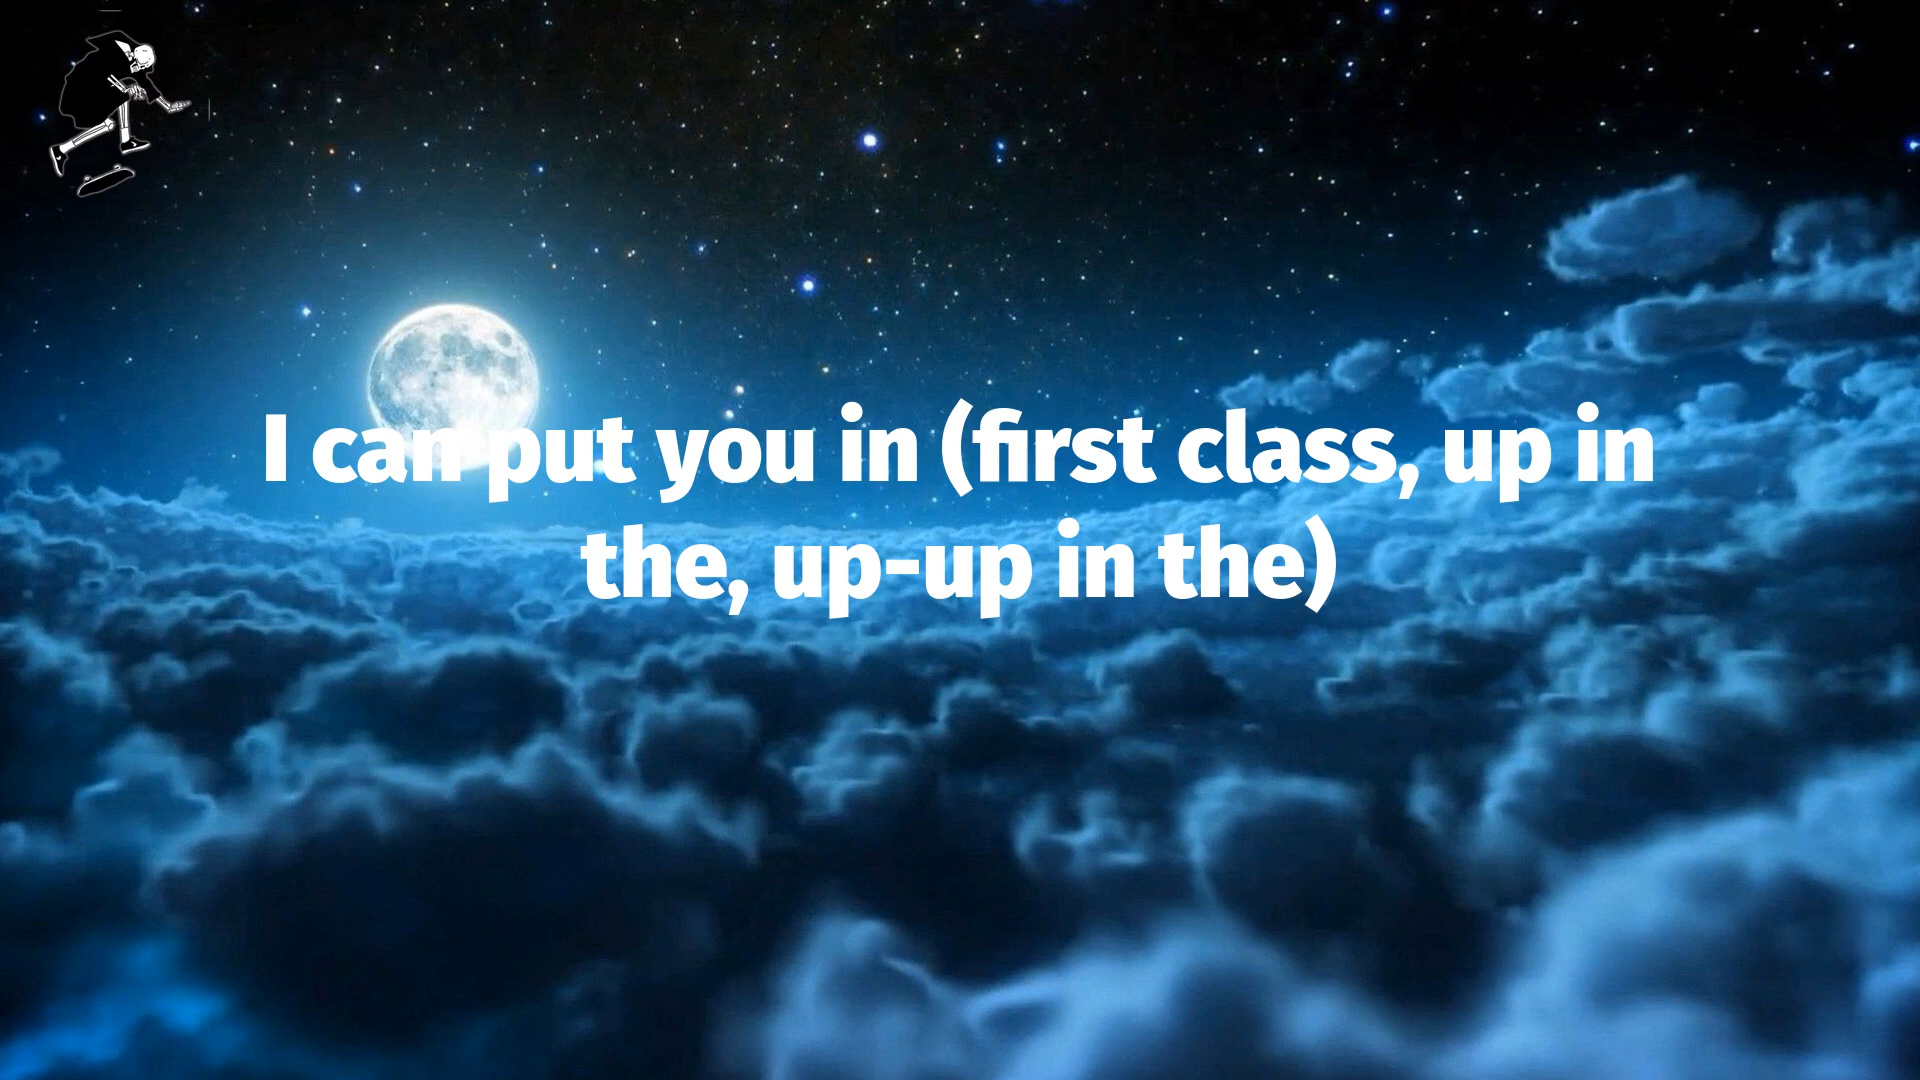 I can put you in (first class, up in
the, up-up in the)